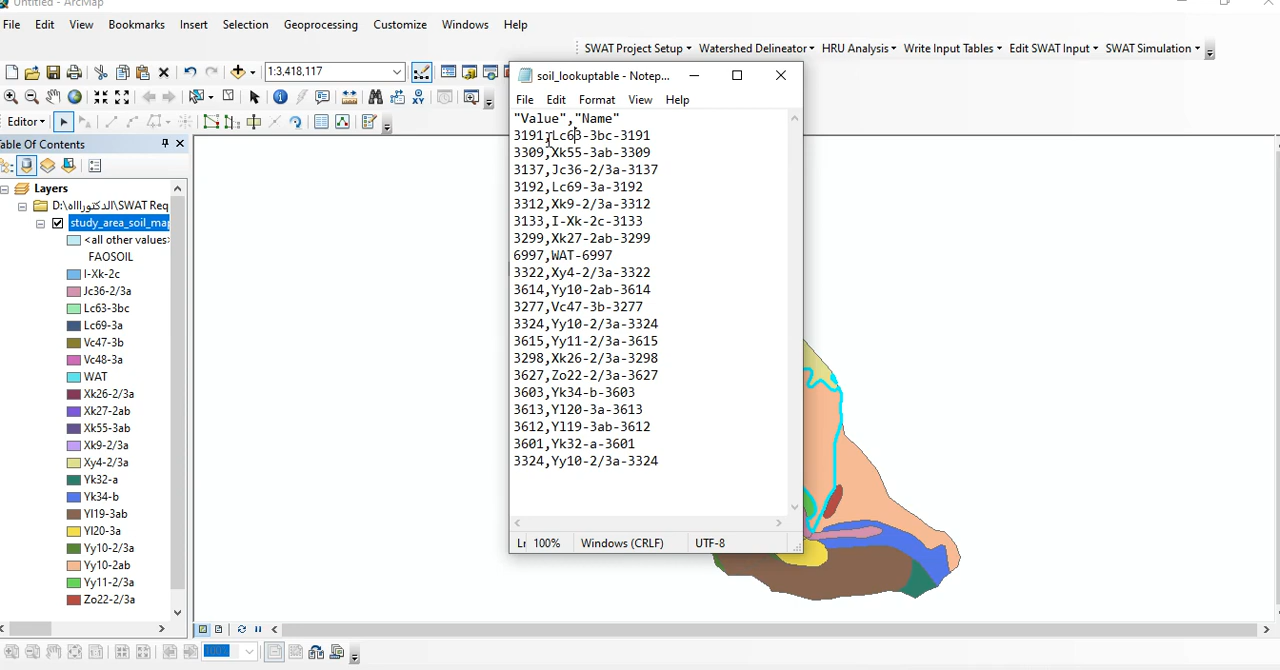 Untitled - ArcMap
File Edit View Bookmarks Insert Selection Geoprocessing Customize Windows Help
SWAT Project Setup Watershed Delineator HRU Analysis Write Input Tables Edit SWAT Input SWAT Simulation
1:3,418,117
Editor
Table Of Contents
Layers
D:\الدكتورااه\SWAT Req
study_area_soil_map
<all other values>
FAOSOIL
I-Xk-2c
Jc36-2/3a
Lc63-3bc
Lc69-3a
Vc47-3b
Vc48-3a
WAT
Xk26-2/3a
Xk27-2ab
Xk55-3ab
Xk9-2/3a
Xy4-2/3a
Yk32-a
Yk34-b
Yl19-3ab
Yl20-3a
Yy10-2/3a
Yy10-2ab
Yy11-2/3a
Zo22-2/3a
100%
soil_lookuptable - Notep...
File Edit Format View Help
"Value","Name"
3191,Lc63-3bc-3191
3309,Xk55-3ab-3309
3137,Jc36-2/3a-3137
3192,Lc69-3a-3192
3312,Xk9-2/3a-3312
3133,I-Xk-2c-3133
3299,Xk27-2ab-3299
6997,WAT-6997
3322,Xy4-2/3a-3322
3614,Yy10-2ab-3614
3277,Vc47-3b-3277
3324,Yy10-2/3a-3324
3615,Yy11-2/3a-3615
3298,Xk26-2/3a-3298
3627,Zo22-2/3a-3627
3603,Yk34-b-3603
3613,Yl20-3a-3613
3612,Yl19-3ab-3612
3601,Yk32-a-3601
3324,Yy10-2/3a-3324
Lr 100% Windows (CRLF) UTF-8